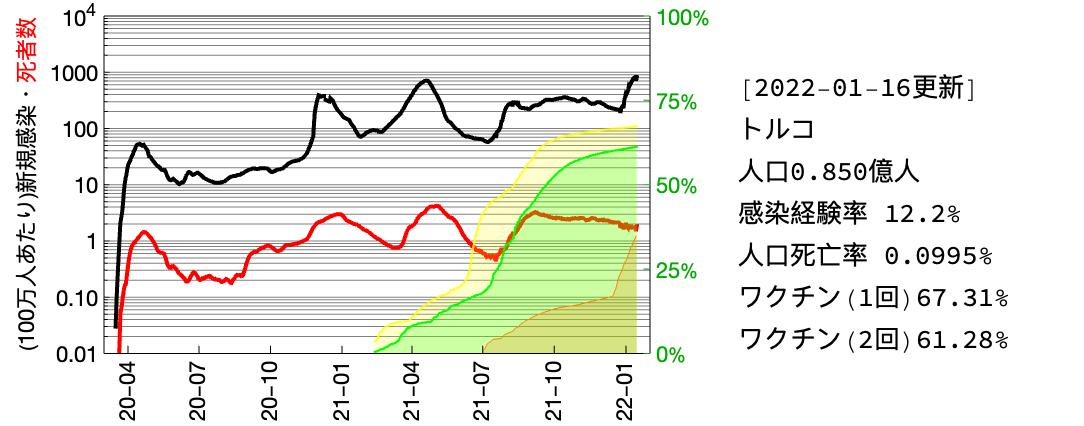 (100万人あたり)新規感染・死者数
10^4
1000
100
10
1
0.10
0.01
100%
75%
50%
25%
0%
20-04
20-07
20-10
21-01
21-04
21-07
21-10
22-01
[2022-01-16更新]
トルコ
人口0.850億人
感染経験率 12.2%
人口死亡率 0.0995%
ワクチン(1回)67.31%
ワクチン(2回)61.28%